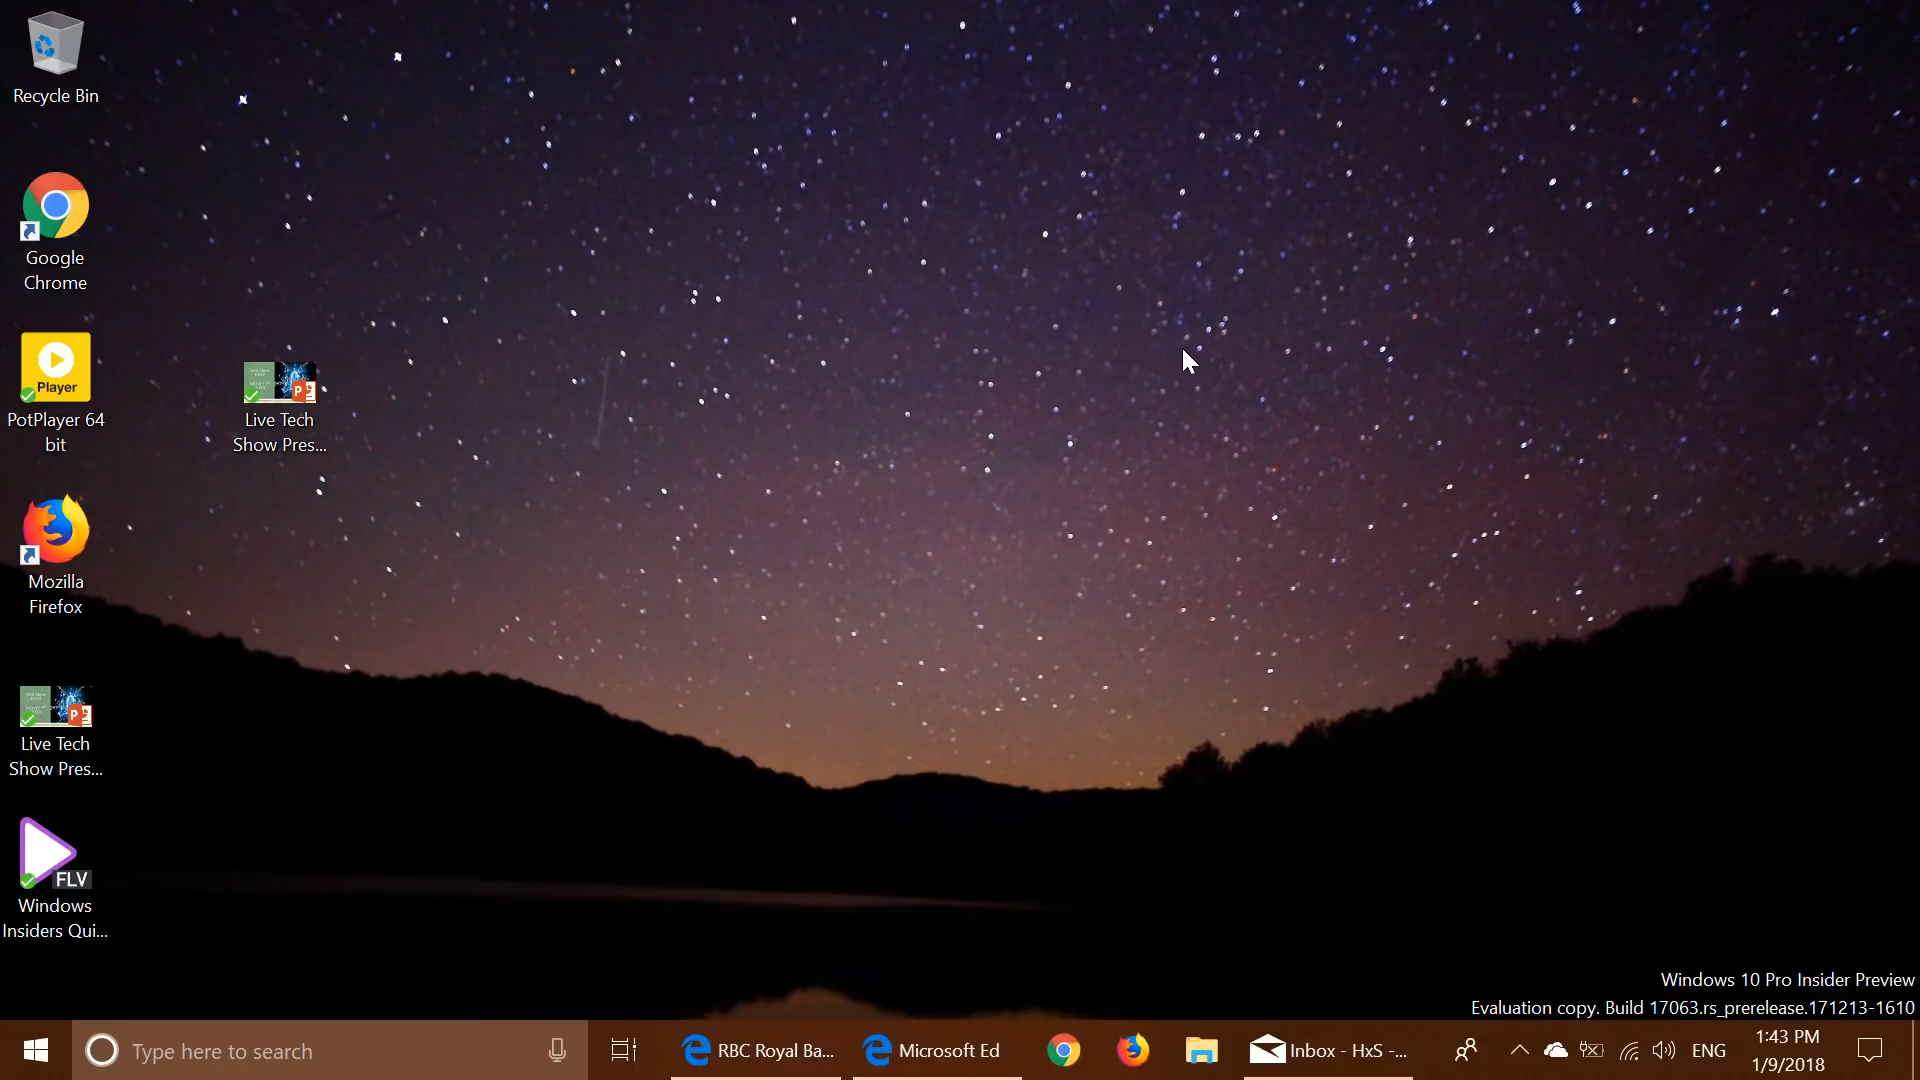 Recycle Bin
Google
Chrome
Player
PotPlayer 64
bit
Live Tech
Show Pres...
Mozilla
Firefox
Live Tech
Show Pres...
FLV
Windows
Insiders Qui...
Windows 10 Pro Insider Preview
Evaluation copy. Build 17063.rs_prerelease.171213-1610
Type here to search
RBC Royal Ba...
Microsoft Ed
Inbox - HxS -...
ENG
1:43 PM
1/9/2018